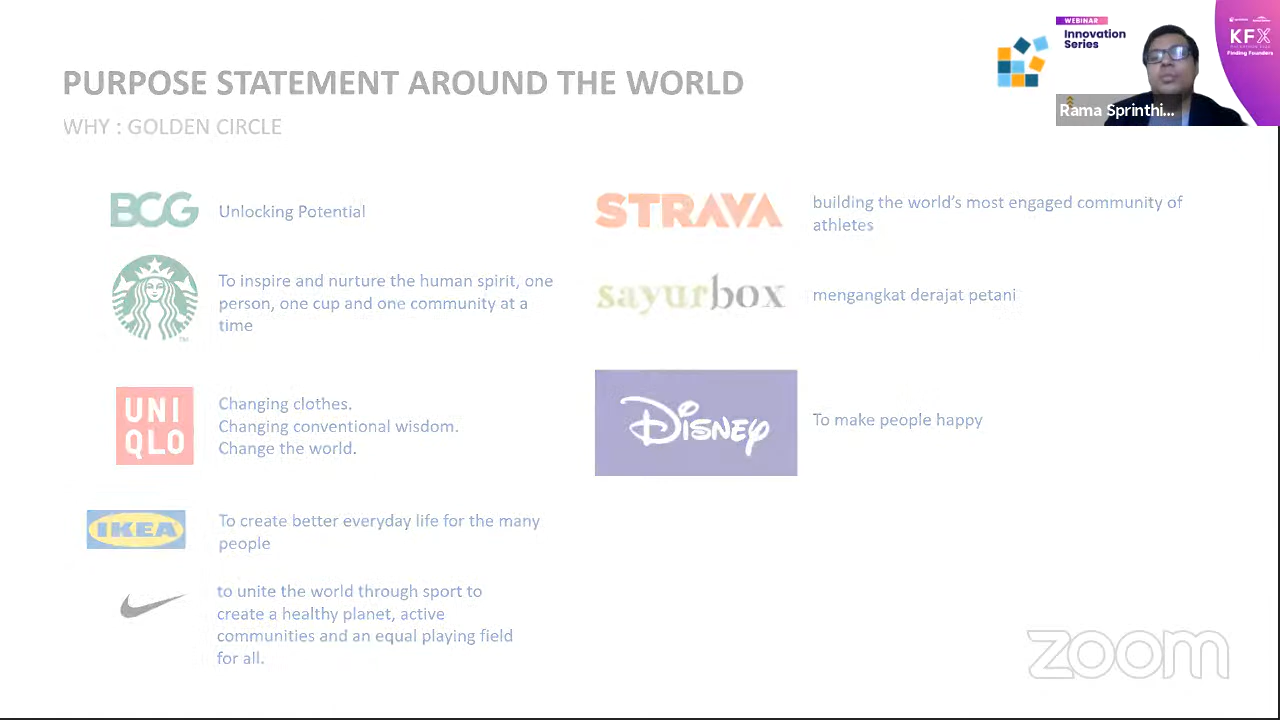 PURPOSE STATEMENT AROUND THE WORLD
WHY : GOLDEN CIRCLE
WEBINAR
Innovation
Series
KFX
Finding Founders
Rama Sprinthi...
BCG
Unlocking Potential
To inspire and nurture the human spirit, one
person, one cup and one community at a
time
TM
UNI
QLO
Changing clothes.
Changing conventional wisdom.
Change the world.
IKEA
To create better everyday life for the many
people
to unite the world through sport to
create a healthy planet, active
communities and an equal playing field
for all.
STRAVA
building the world's most engaged community of
athletes
sayurbox
mengangkat derajat petani
Disney
To make people happy
zoom